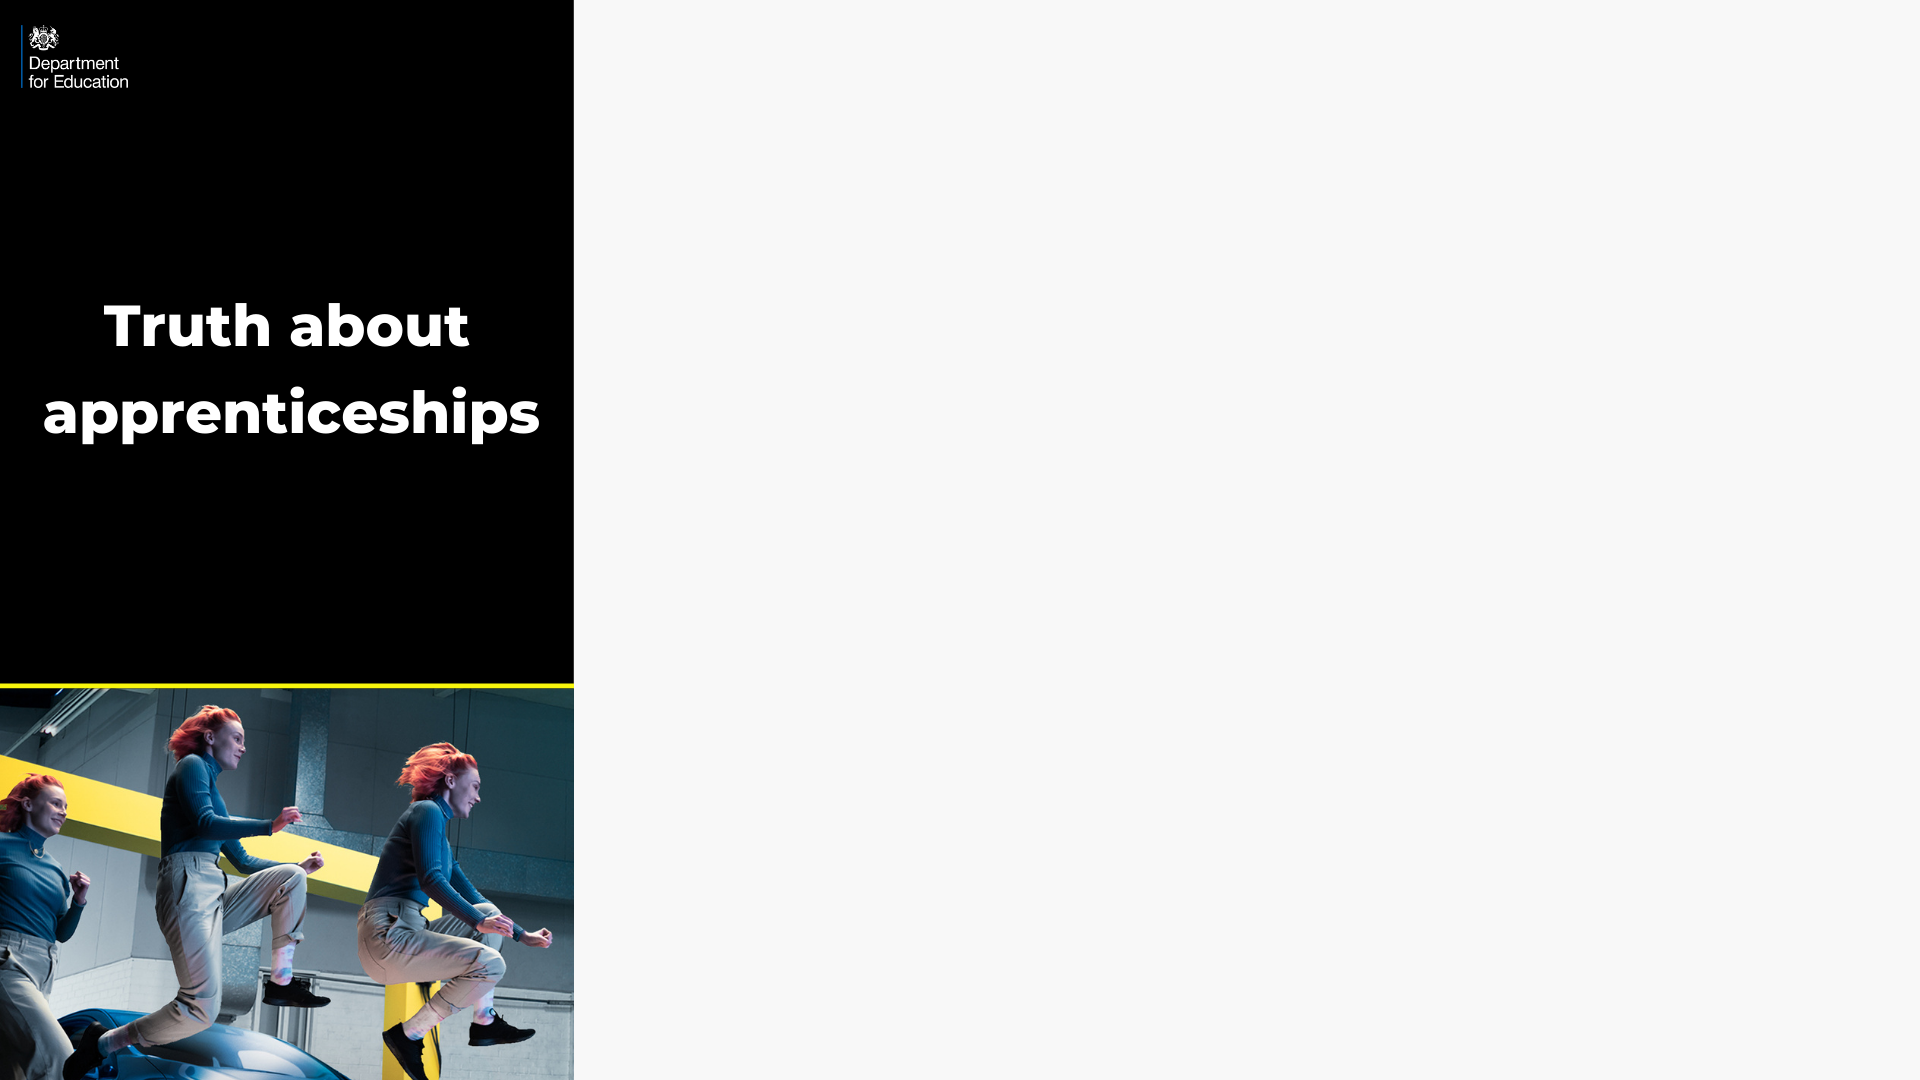 Department
for Education
Truth about
apprenticeships